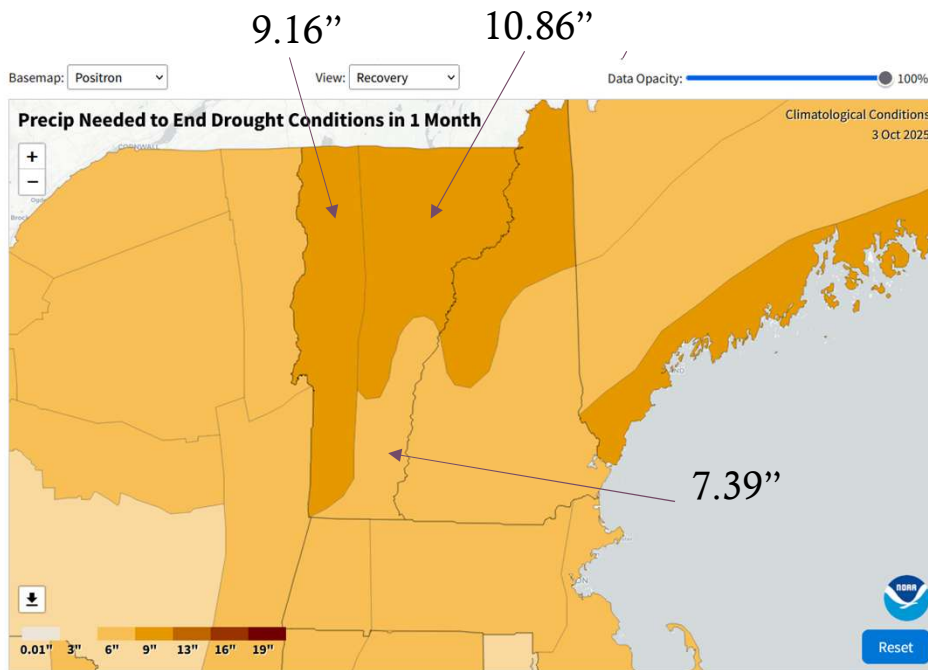 9.16” 10.86”
Basemap: Positron View: Recovery Data Opacity: 100%
Precip Needed to End Drought Conditions in 1 Month
Climatological Conditions
3 Oct 2025
CORNWALL
+
−
7.39”
NOAA
0.01" 3" 6" 9" 13" 16" 19"
Reset